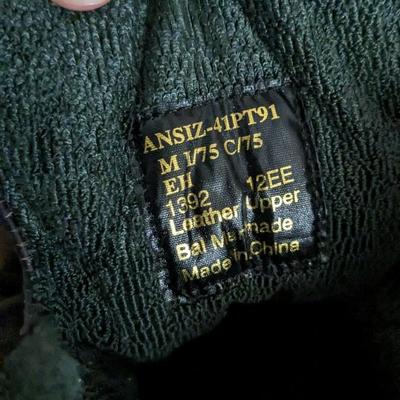 ANSIZ-41PT91
M I/75 C/75
EH
1392 12EE
Leather Upper
Bal Manmade
Made in China